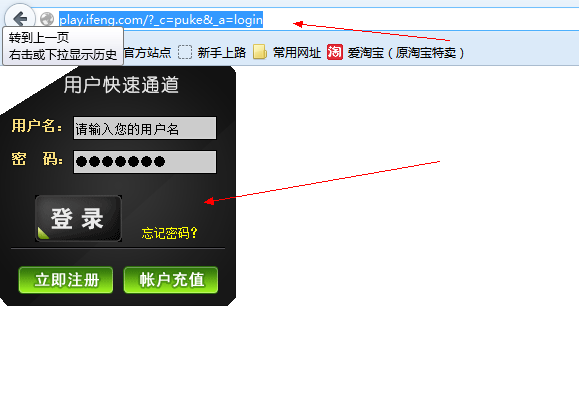 play.ifeng.com/?_c=puke&_a=login
转到上一页
右击或下拉显示历史
官方站点 新手上路 常用网址 淘 爱淘宝（原淘宝特卖）
用户快速通道
用户名： 请输入您的用户名
密 码： ●●●●●●●
登 录
忘记密码？
立即注册 帐户充值